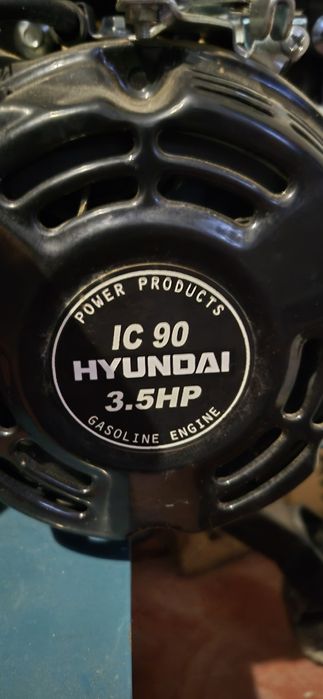 POWER PRODUCTS
IC 90
HYUNDAI
3.5HP
GASOLINE ENGINE